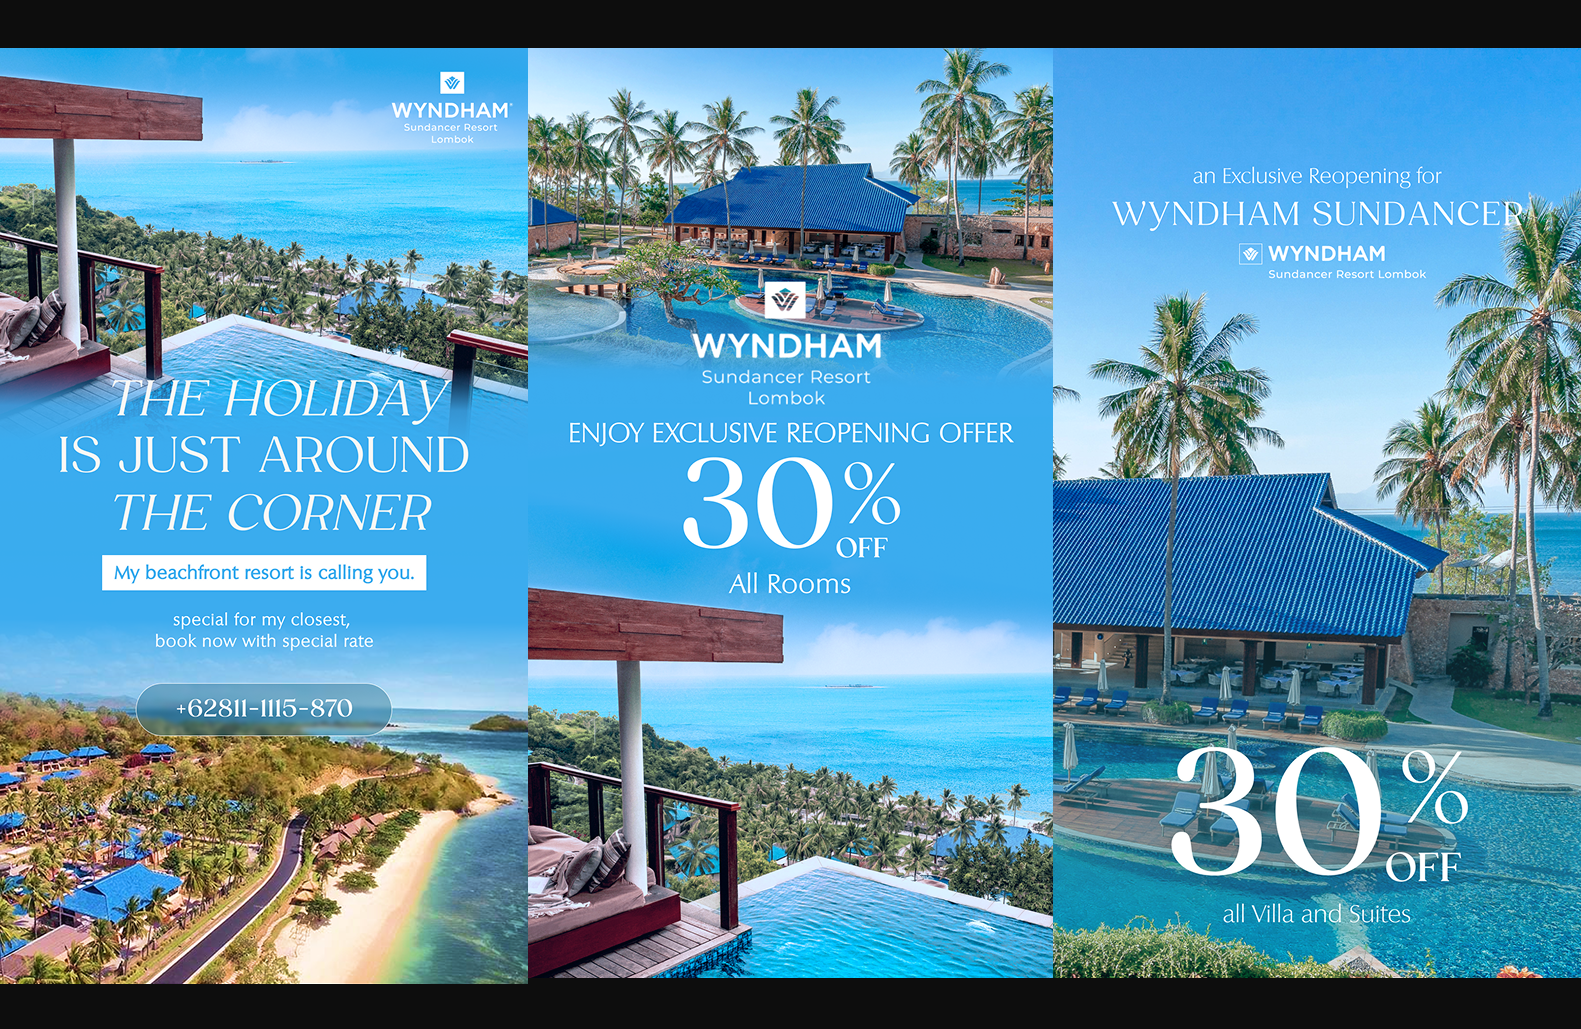 WYNDHAM
Sundancer Resort
Lombok
THE HOLIDAY
IS JUST AROUND
THE CORNER
My beachfront resort is calling you.
special for my closest,
book now with special rate
+62811-1115-870
WYNDHAM
Sundancer Resort
Lombok
ENJOY EXCLUSIVE REOPENING OFFER
30%
OFF
All Rooms
an Exclusive Reopening for
WYNDHAM SUNDANCER
WYNDHAM
Sundancer Resort Lombok
30%
OFF
all Villa and Suites